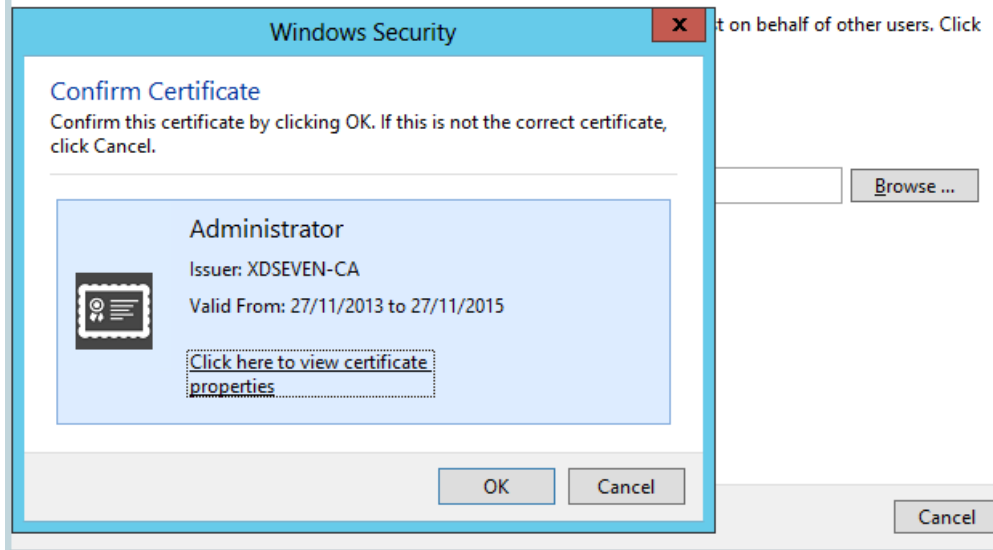 Windows Security
x
t on behalf of other users. Click
Confirm Certificate
Confirm this certificate by clicking OK. If this is not the correct certificate,
click Cancel.
Browse ...
Administrator
Issuer: XDSEVEN-CA
Valid From: 27/11/2013 to 27/11/2015
Click here to view certificate
properties
OK
Cancel
Cancel